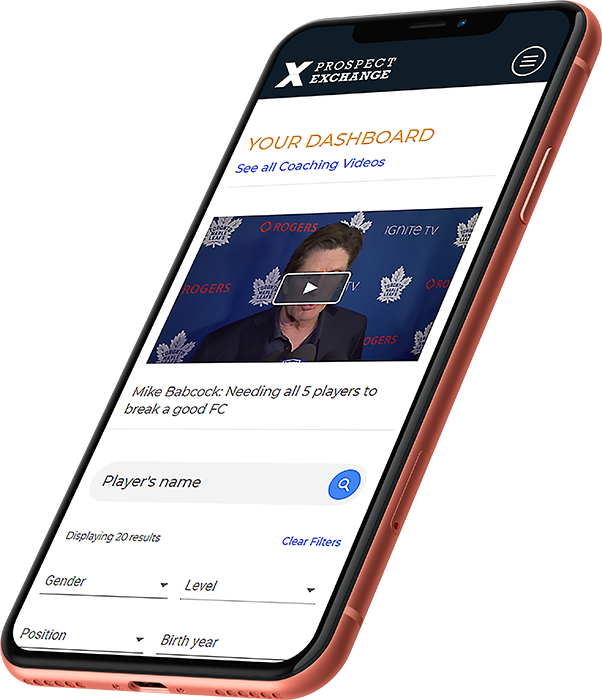 X PROSPECT
EXCHANGE
YOUR DASHBOARD
See all Coaching Videos
ROGERS
IGNITE TV
ROGERS
TV
ROGERS
Mike Babcock: Needing all 5 players to
break a good FC
Player's name
Displaying 20 results
Clear Filters
Gender
Level
Position
Birth year